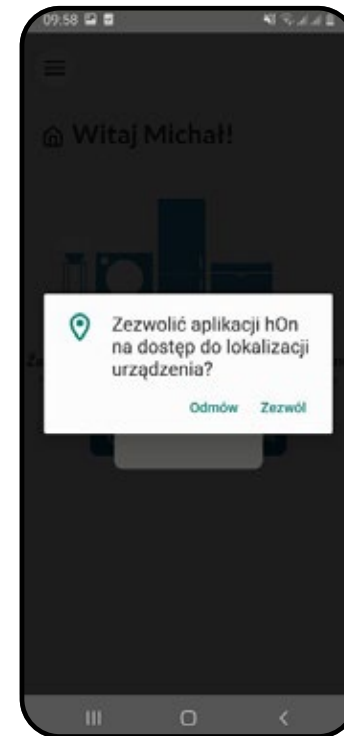 09:58
Witaj Michał!
Zezwolić aplikacji hOn
na dostęp do lokalizacji
urządzenia?
Odmów Zezwól